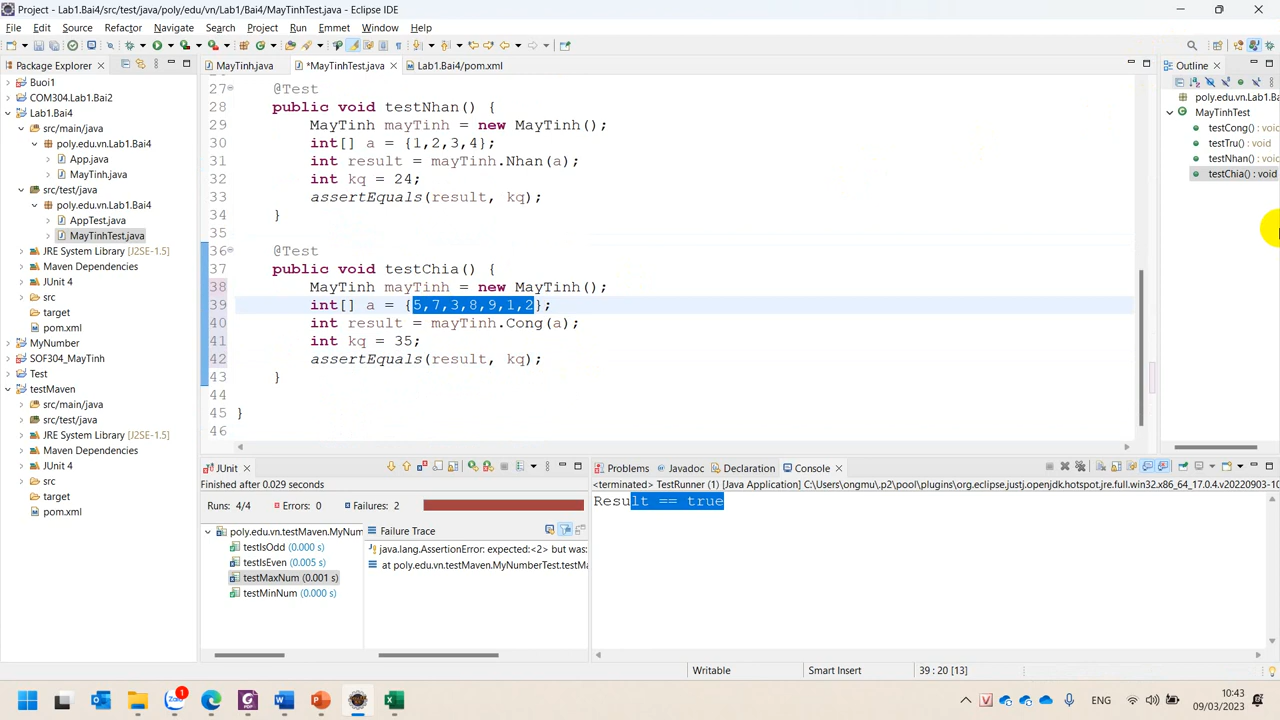 Project - Lab1.Bai4/src/test/java/poly/edu/vn/Lab1/Bai4/MayTinhTest.java - Eclipse IDE
File Edit Source Refactor Navigate Search Project Run Emmet Window Help
Package Explorer
MayTinh.java *MayTinhTest.java Lab1.Bai4/pom.xml
Outline
Buoi1
COM304.Lab1.Bai2
Lab1.Bai4
src/main/java
poly.edu.vn.Lab1.Bai4
App.java
MayTinh.java
src/test/java
poly.edu.vn.Lab1.Bai4
AppTest.java
MayTinhTest.java
JRE System Library [J2SE-1.5]
Maven Dependencies
JUnit 4
src
target
pom.xml
MyNumber
SOF304_MayTinh
Test
testMaven
src/main/java
src/test/java
JRE System Library [J2SE-1.5]
Maven Dependencies
JUnit 4
src
target
pom.xml
27 @Test
28 public void testNhan() {
29 MayTinh mayTinh = new MayTinh();
30 int[] a = {1,2,3,4};
31 int result = mayTinh.Nhan(a);
32 int kq = 24;
33 assertEquals(result, kq);
34 }
35
36 @Test
37 public void testChia() {
38 MayTinh mayTinh = new MayTinh();
39 int[] a = {5,7,3,8,9,1,2};
40 int result = mayTinh.Cong(a);
41 int kq = 35;
42 assertEquals(result, kq);
43 }
44
45 }
46
poly.edu.vn.Lab1.Ba
MayTinhTest
testCong() : void
testTru() : void
testNhan() : void
testChia() : void
JUnit
Finished after 0.029 seconds
Runs: 4/4 Errors: 0 Failures: 2
poly.edu.vn.testMaven.MyNum
testIsOdd (0.000 s)
testIsEven (0.005 s)
testMaxNum (0.001 s)
testMinNum (0.000 s)
Failure Trace
java.lang.AssertionError: expected:<2> but was:
at poly.edu.vn.testMaven.MyNumberTest.testMa
Problems Javadoc Declaration Console
<terminated> TestRunner (1) [Java Application] C:\Users\ongmu\.p2\pool\plugins\org.eclipse.justj.openjdk.hotspot.jre.full.win32.x86_64_17.0.4.v20220903-10
Result == true
Writable Smart Insert 39 : 20 [13]
Zalo 1
ENG
10:43
09/03/2023